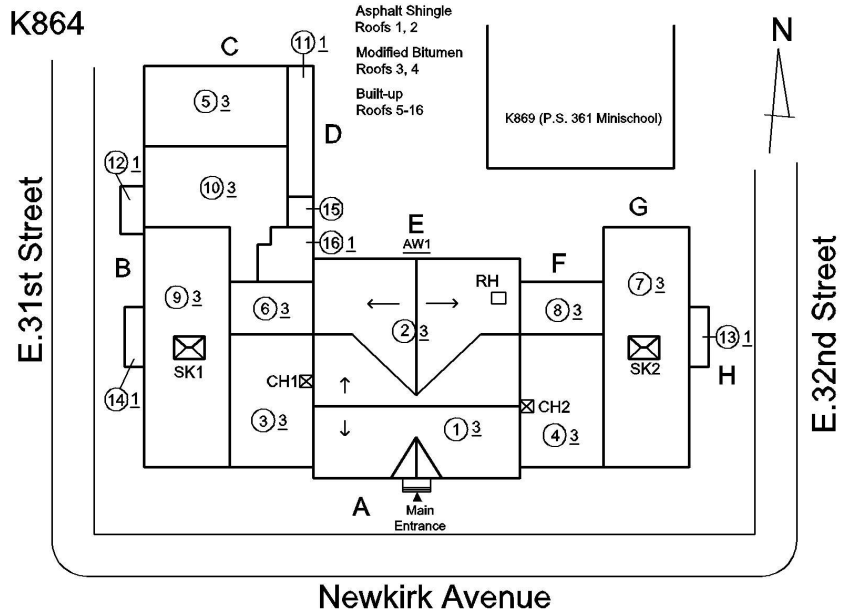 K864
Asphalt Shingle
Roofs 1, 2
Modified Bitumen
Roofs 3, 4
Built-up
Roofs 5-16
N
K869 (P.S. 361 Minischool)
C
11 1
5 3
D
12 1
10 3
15
16 1
E
AW1
G
B
9 3
6 3
F
RH
8 3
7 3
2 3
SK1
SK2
13 1
H
14 1
CH1
CH2
3 3
1 3
4 3
A
Main
Entrance
E.31st Street
E.32nd Street
Newkirk Avenue